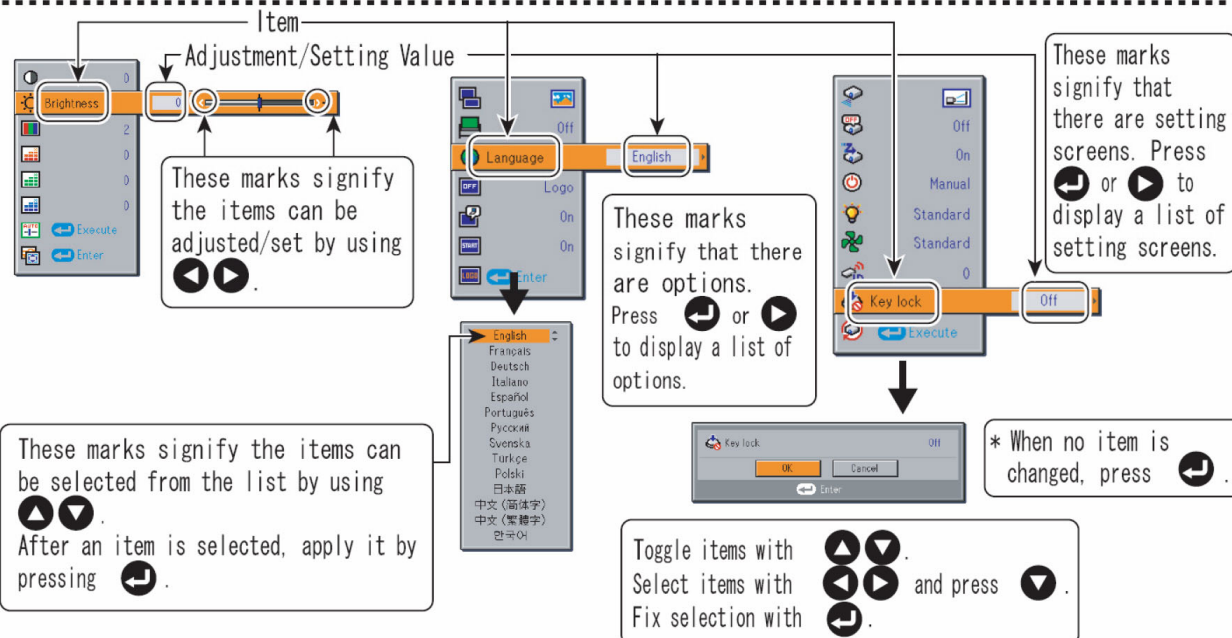 Item
Adjustment/Setting Value
0
Brightness
0
2
0
0
0
AUTO
Execute
Enter
These marks signify
the items can be
adjusted/set by using
.
Off
Language
English
OFF
Logo
On
START
On
LOGO
Enter
English
Français
Deutsch
Italiano
Español
Português
Русский
Svenska
Türkçe
Polski
日本語
中文 (简体字)
中文 (繁體字)
한국어
These marks
signify that there
are options.
Press or
to display a list of
options.
OFF
Off
Z
On
Manual
Standard
Standard
0
Key lock
Off
Execute
These marks
signify that
there are setting
screens. Press
or to
display a list of
setting screens.
Key lock
Off
OK
Cancel
Enter
* When no item is
changed, press .
These marks signify the items can
be selected from the list by using
.
After an item is selected, apply it by
pressing .
Toggle items with .
Select items with and press .
Fix selection with .